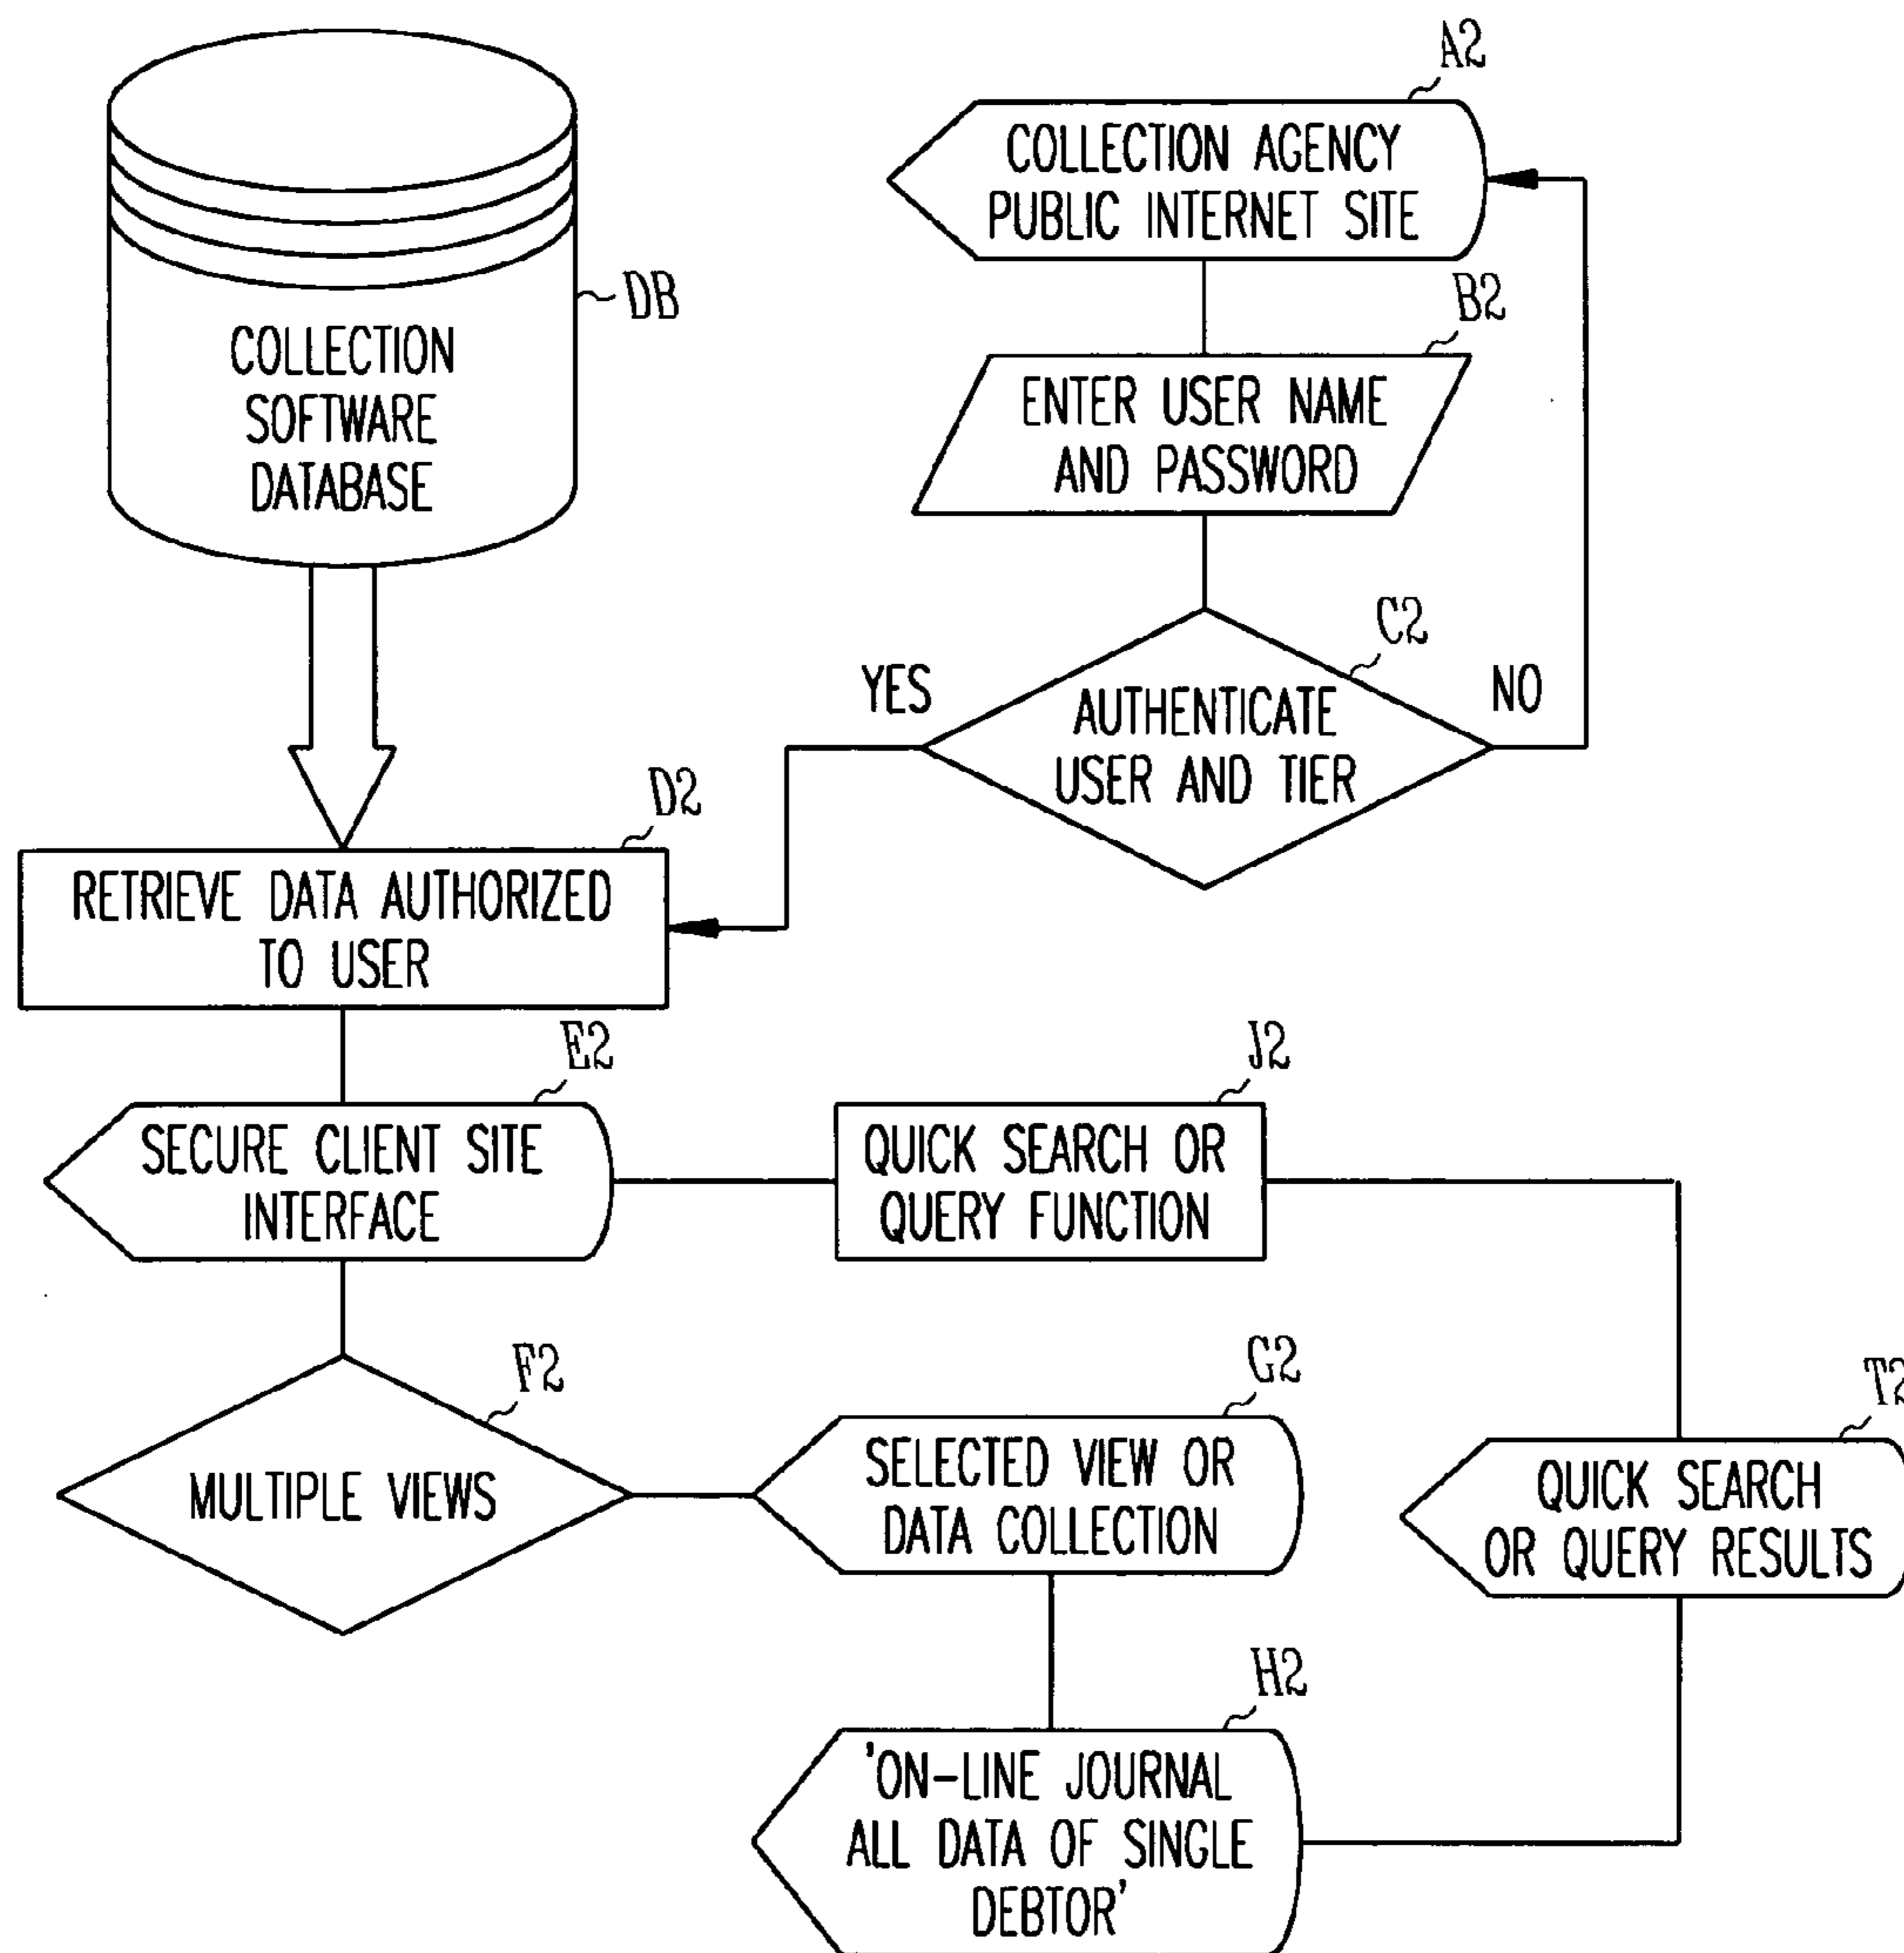 A2
COLLECTION AGENCY
PUBLIC INTERNET SITE
DB
COLLECTION
SOFTWARE
DATABASE
B2
ENTER USER NAME
AND PASSWORD
C2
YES
NO
AUTHENTICATE
USER AND TIER
D2
RETRIEVE DATA AUTHORIZED
TO USER
E2
SECURE CLIENT SITE
INTERFACE
J2
QUICK SEARCH OR
QUERY FUNCTION
F2
MULTIPLE VIEWS
G2
SELECTED VIEW OR
DATA COLLECTION
T2
QUICK SEARCH
OR QUERY RESULTS
H2
'ON-LINE JOURNAL
ALL DATA OF SINGLE
DEBTOR'